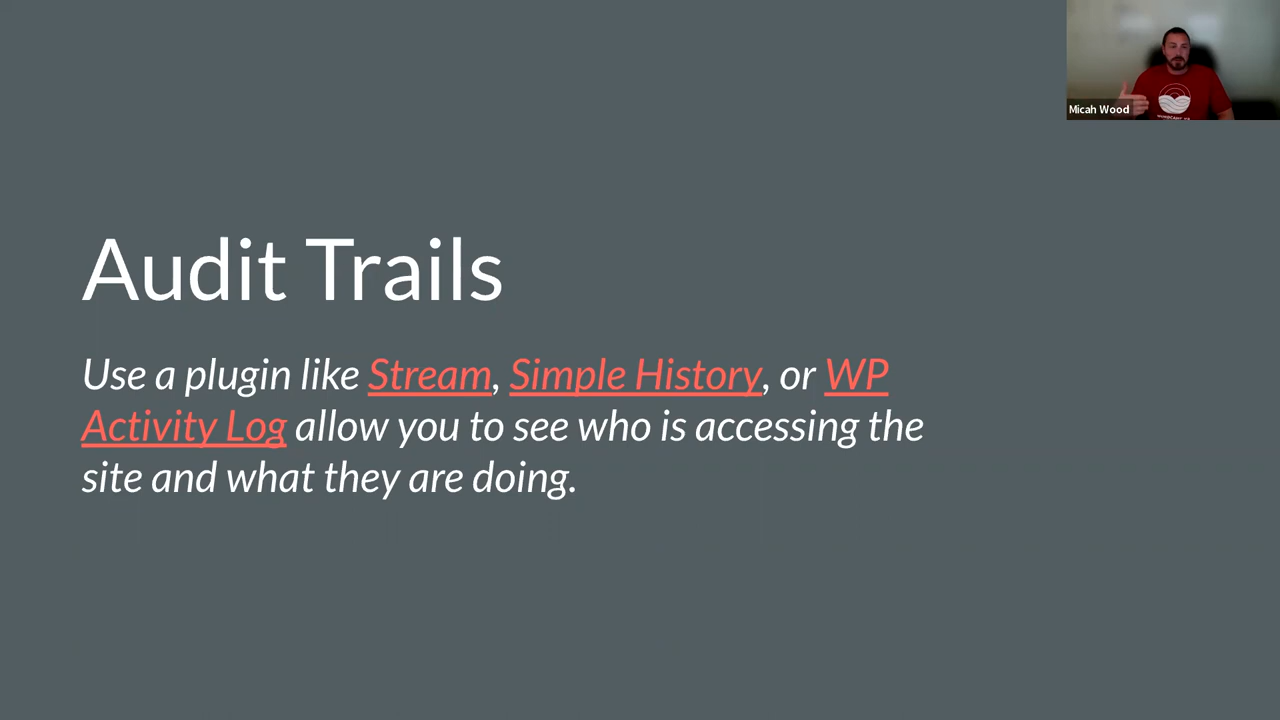 Micah Wood
Audit Trails
Use a plugin like Stream, Simple History, or WP
Activity Log allow you to see who is accessing the
site and what they are doing.